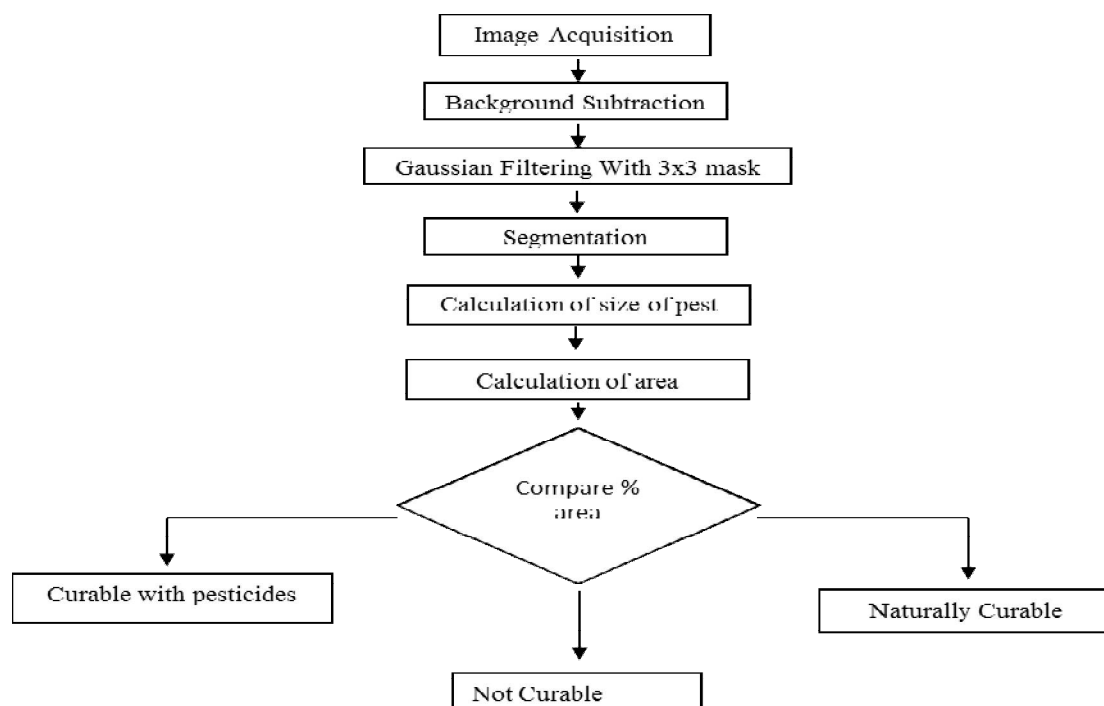 Image Acquisition
Background Subtraction
Gaussian Filtering With 3x3 mask
Segmentation
Calculation of size of pest
Calculation of area
Compare %
area
Curable with pesticides
Naturally Curable
Not Curable